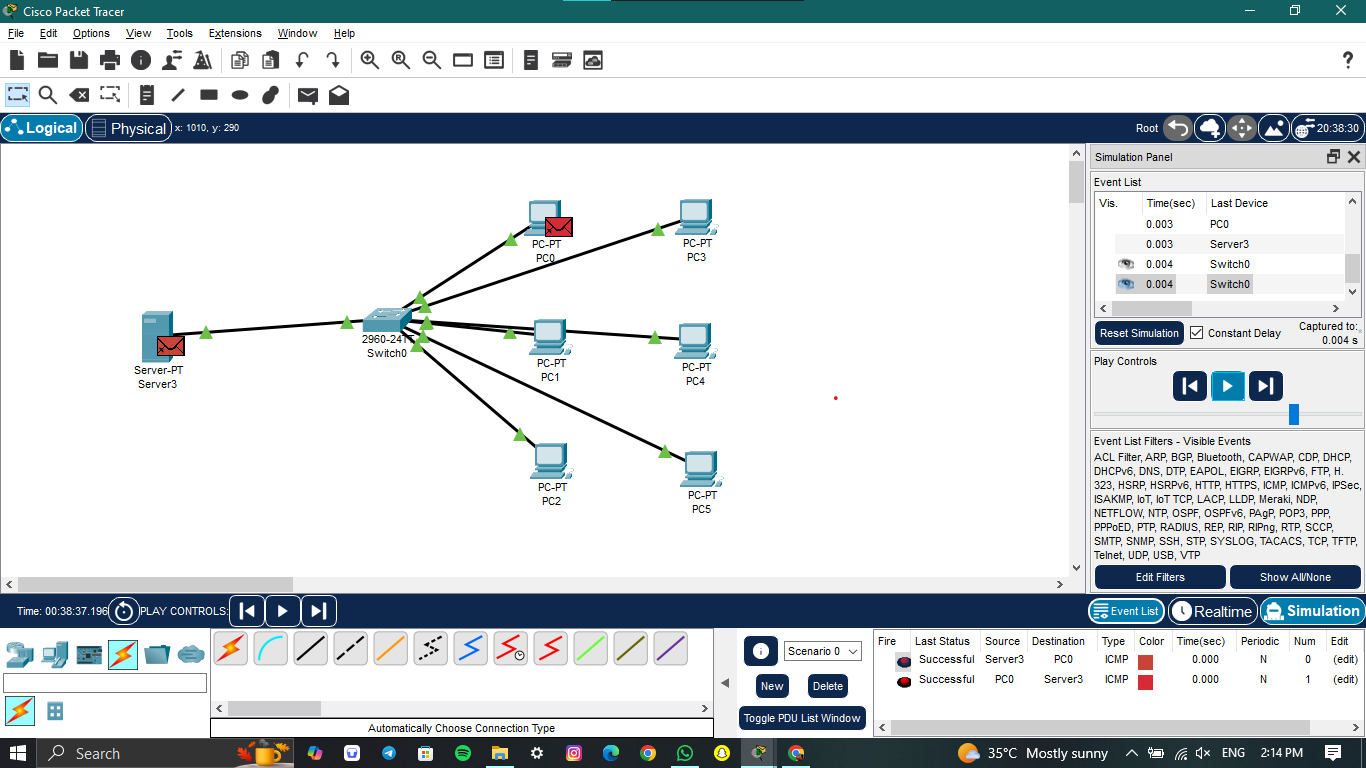 Cisco Packet Tracer
File Edit Options View Tools Extensions Window Help
Logical Physical x: 1010, y: 290 Root 20:38:30
PC-PT
PC0
PC-PT
PC3
Server-PT
Server3
Switch0
PC-PT
PC1
PC-PT
PC4
PC-PT
PC2
PC-PT
PC5
Simulation Panel
Event List
Vis. Time(sec) Last Device
0.003 PC0
0.003 Server3
0.004 Switch0
0.004 Switch0
Reset Simulation Constant Delay Captured to:
0.004 s
Play Controls
Event List Filters - Visible Events
ACL Filter, ARP, BGP, Bluetooth, CAPWAP, CDP, DHCP,
DHCPv6, DNS, DTP, EAPOL, EIGRP, EIGRPv6, FTP, H.
323, HSRP, HSRPv6, HTTP, HTTPS, ICMP, ICMPv6, IPSec,
ISAKMP, IoT, IoT TCP, LACP, LLDP, Meraki, NDP,
NETFLOW, NTP, OSPF, OSPFv6, PAgP, POP3, PPP,
PPPoED, PTP, RADIUS, REP, RIP, RIPng, RTP, SCCP,
SMTP, SNMP, SSH, STP, SYSLOG, TACACS, TCP, TFTP,
Telnet, UDP, USB, VTP
Edit Filters Show All/None
Time: 00:38:37.196 PLAY CONTROLS: Event List Realtime Simulation
Automatically Choose Connection Type
Scenario 0
New Delete
Toggle PDU List Window
Fire Last Status Source Destination Type Color Time(sec) Periodic Num Edit
Successful Server3 PC0 ICMP 0.000 N 0 (edit)
Successful PC0 Server3 ICMP 0.000 N 1 (edit)
Search 35°C Mostly sunny ENG 2:14 PM